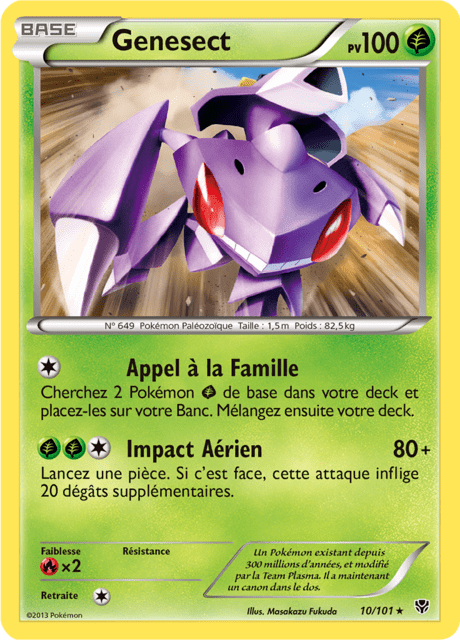 BASE
Genesect
PV100
N° 649 Pokémon Paléozoïque Taille : 1,5m Poids : 82,5kg
Appel à la Famille
Cherchez 2 Pokémon de base dans votre deck et
placez-les sur votre Banc. Mélangez ensuite votre deck.
Impact Aérien 80+
Lancez une pièce. Si c'est face, cette attaque inflige
20 dégâts supplémentaires.
Faiblesse Résistance
×2
Retraite
Un Pokémon existant depuis
300 millions d'années, et modifié
par la Team Plasma. Il a maintenant
un canon dans le dos.
©2013 Pokémon Illus. Masakazu Fukuda 10/101 ★